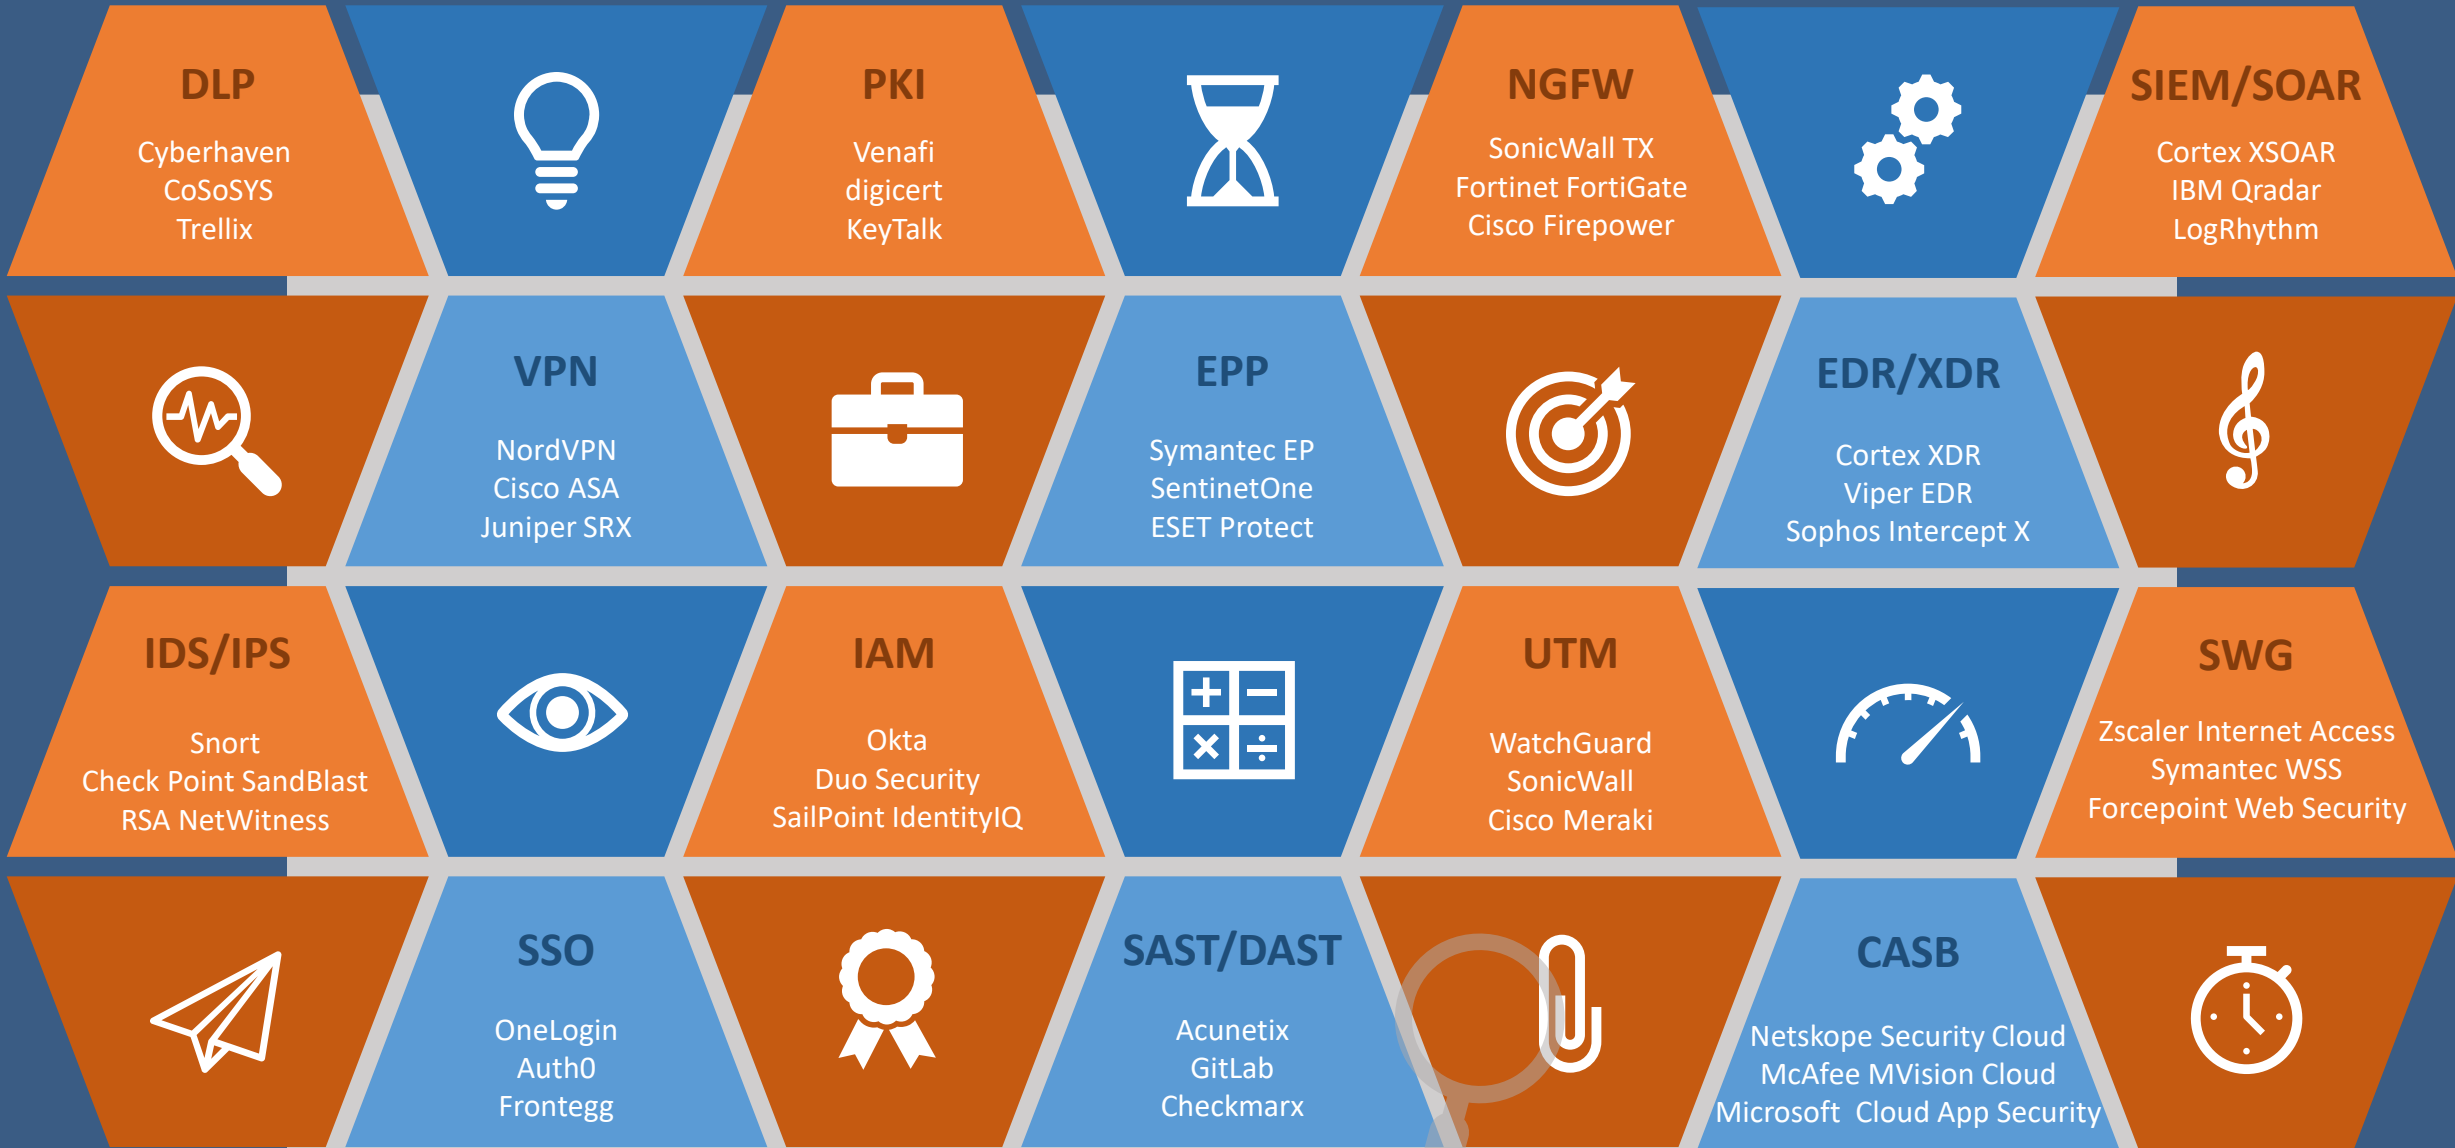 DLP
Cyberhaven
CoSoSYS
Trellix
PKI
Venafi
digicert
KeyTalk
NGFW
SonicWall TX
Fortinet FortiGate
Cisco Firepower
SIEM/SOAR
Cortex XSOAR
IBM Qradar
LogRhythm
VPN
NordVPN
Cisco ASA
Juniper SRX
EPP
Symantec EP
SentinetOne
ESET Protect
EDR/XDR
Cortex XDR
Viper EDR
Sophos Intercept X
IDS/IPS
Snort
Check Point SandBlast
RSA NetWitness
IAM
Okta
Duo Security
SailPoint IdentityIQ
UTM
WatchGuard
SonicWall
Cisco Meraki
SWG
Zscaler Internet Access
Symantec WSS
Forcepoint Web Security
SSO
OneLogin
Auth0
Frontegg
SAST/DAST
Acunetix
GitLab
Checkmarx
CASB
Netskope Security Cloud
McAfee MVision Cloud
Microsoft  Cloud App Security